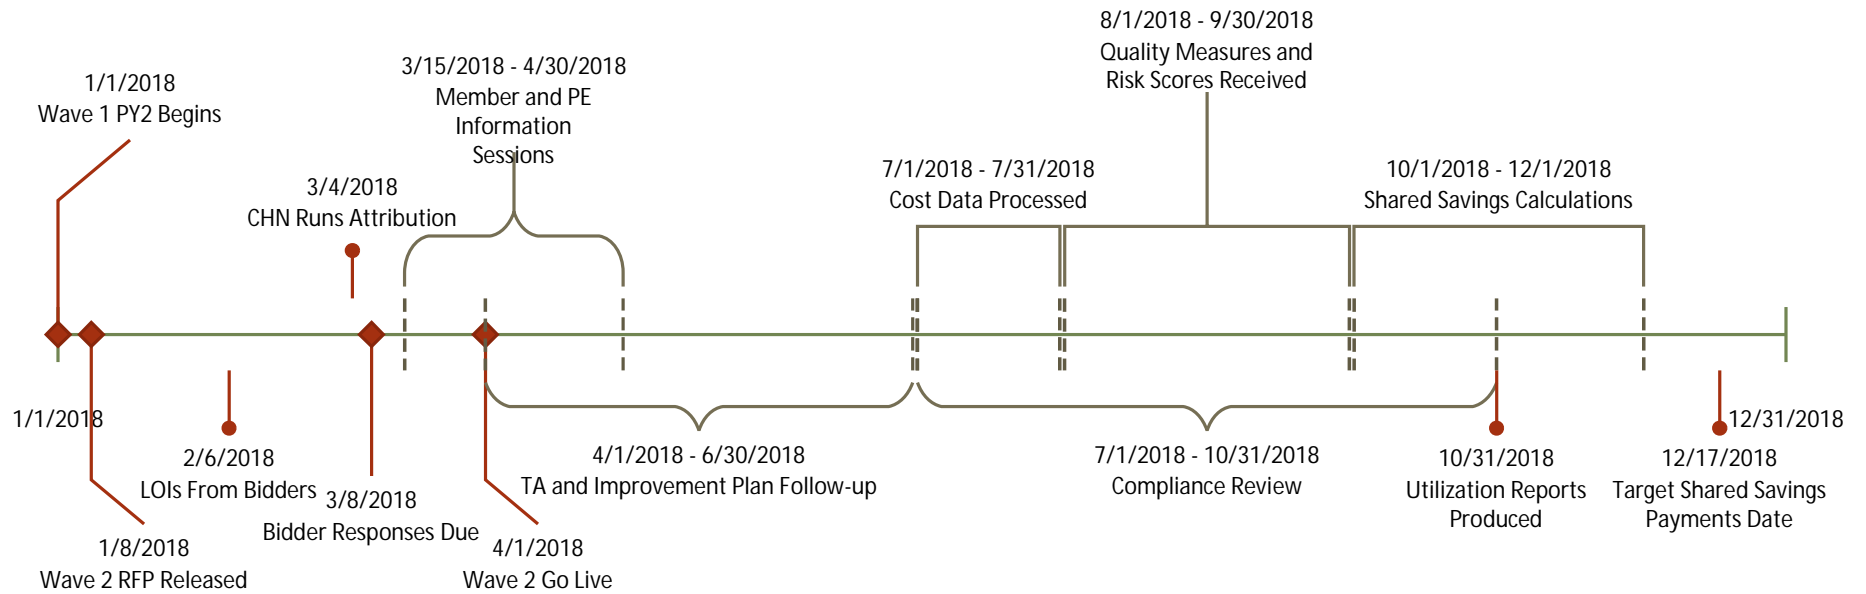 8/1/2018 - 9/30/2018
Quality Measures and
Risk Scores Received
3/15/2018 - 4/30/2018
Member and PE
Information
Sessions
1/1/2018
Wave 1 PY2 Begins
3/4/2018
CHN Runs Attribution
7/1/2018 - 7/31/2018
Cost Data Processed
10/1/2018 - 12/1/2018
Shared Savings Calculations
1/1/2018
12/31/2018
2/6/2018
LOIs From Bidders
3/8/2018
Bidder Responses Due
4/1/2018 - 6/30/2018
TA and Improvement Plan Follow-up
7/1/2018 - 10/31/2018
Compliance Review
10/31/2018
Utilization Reports
Produced
12/17/2018
Target Shared Savings
Payments Date
1/8/2018
Wave 2 RFP Released
4/1/2018
Wave 2 Go Live